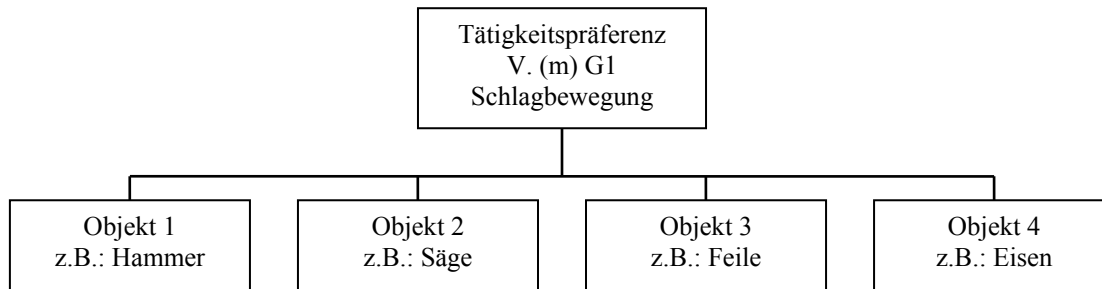 Tätigkeitspräferenz
V. (m) G1
Schlagbewegung
Objekt 1
z.B.: Hammer
Objekt 2
z.B.: Säge
Objekt 3
z.B.: Feile
Objekt 4
z.B.: Eisen